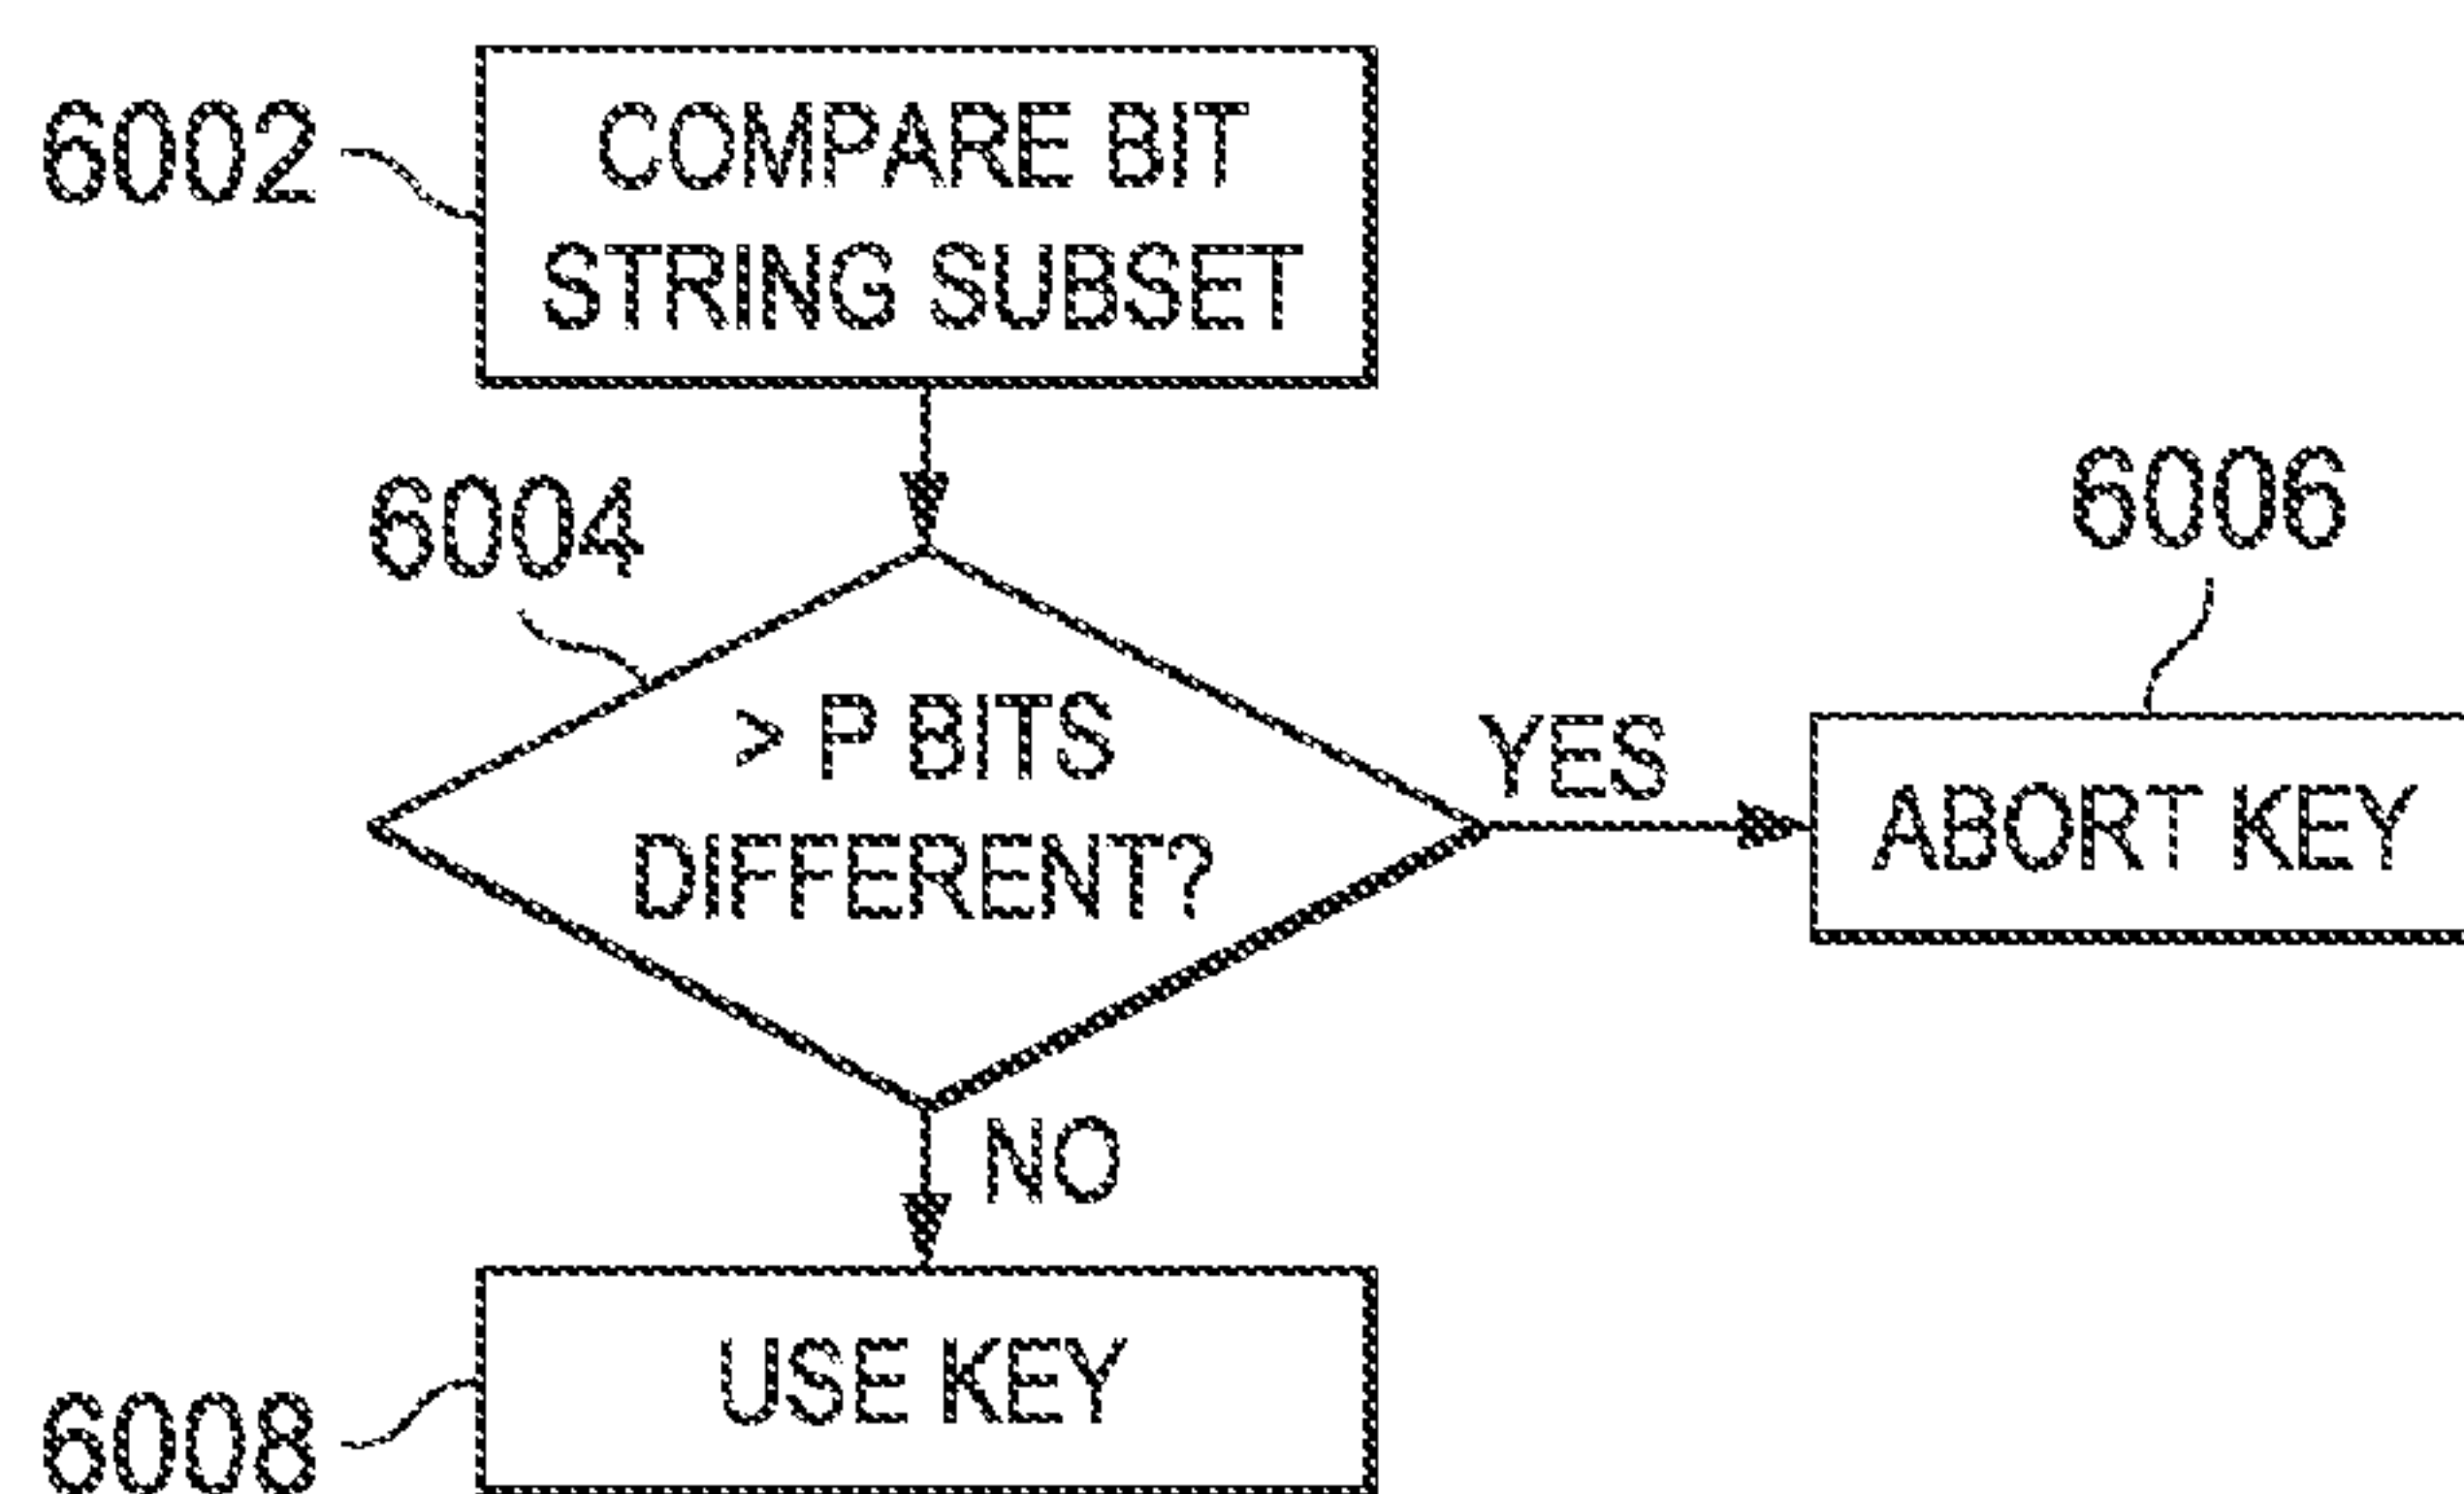 6002
COMPARE BIT
STRING SUBSET
6004
6006
> P BITS
DIFFERENT?
YES
ABORT KEY
NO
USE KEY
6008